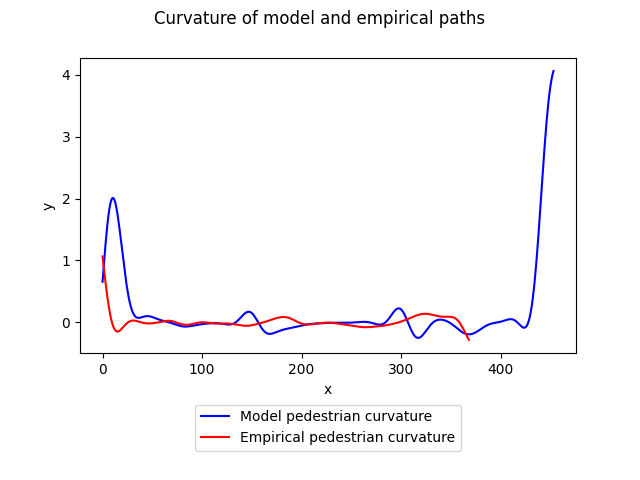 Curvature of model and empirical paths
4
3
2
1
0
y
0 100 200 300 400
x
Model pedestrian curvature
Empirical pedestrian curvature